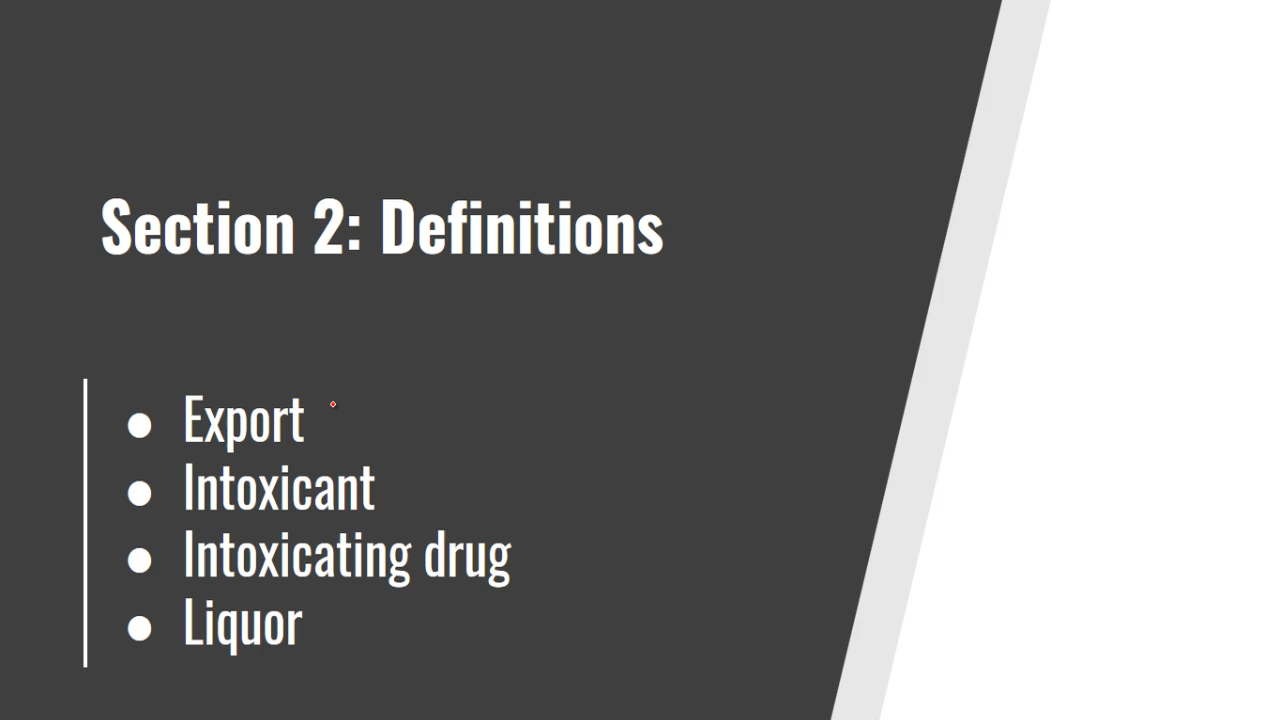 Section 2: Definitions
● Export
● Intoxicant
● Intoxicating drug
● Liquor